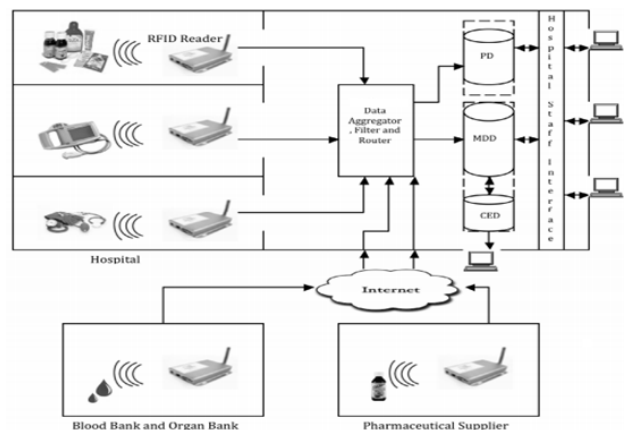 RFID Reader
Data
Aggregator
, Filter and
Router
PD
MDD
CED
Hospital Staff Interface
Hospital
Internet
Blood Bank and Organ Bank
Pharmaceutical Supplier